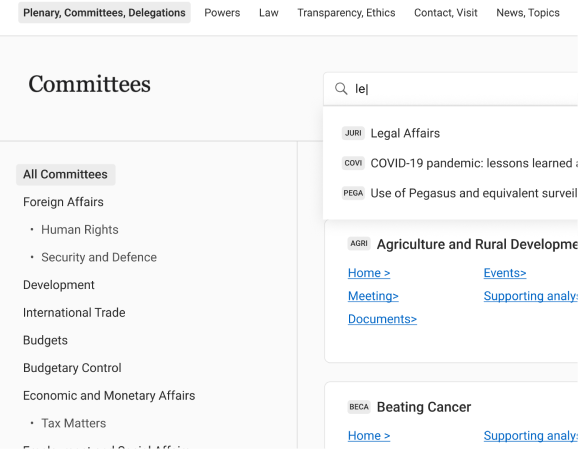 Plenary, Committees, Delegations Powers Law Transparency, Ethics Contact, Visit News, Topics
Committees
le
JURI Legal Affairs
COVI COVID-19 pandemic: lessons learned
PEGA Use of Pegasus and equivalent surveil
All Committees
Foreign Affairs
• Human Rights
• Security and Defence
Development
International Trade
Budgets
Budgetary Control
Economic and Monetary Affairs
• Tax Matters
AGRI Agriculture and Rural Developme
Home > Events>
Meeting> Supporting analys
Documents>
BECA Beating Cancer
Home > Supporting analys